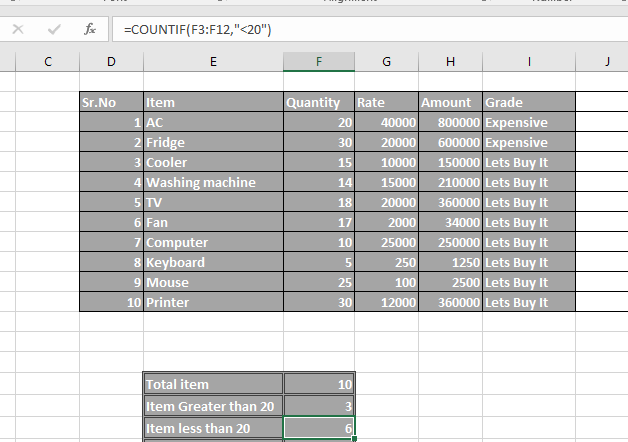 fx =COUNTIF(F3:F12,"<20")
C D E F G H I J
Sr.No Item Quantity Rate Amount Grade
1 AC 20 40000 800000 Expensive
2 Fridge 30 20000 600000 Expensive
3 Cooler 15 10000 150000 Lets Buy It
4 Washing machine 14 15000 210000 Lets Buy It
5 TV 18 20000 360000 Lets Buy It
6 Fan 17 2000 34000 Lets Buy It
7 Computer 10 25000 250000 Lets Buy It
8 Keyboard 5 250 1250 Lets Buy It
9 Mouse 25 100 2500 Lets Buy It
10 Printer 30 12000 360000 Lets Buy It
Total item 10
Item Greater than 20 3
Item less than 20 6